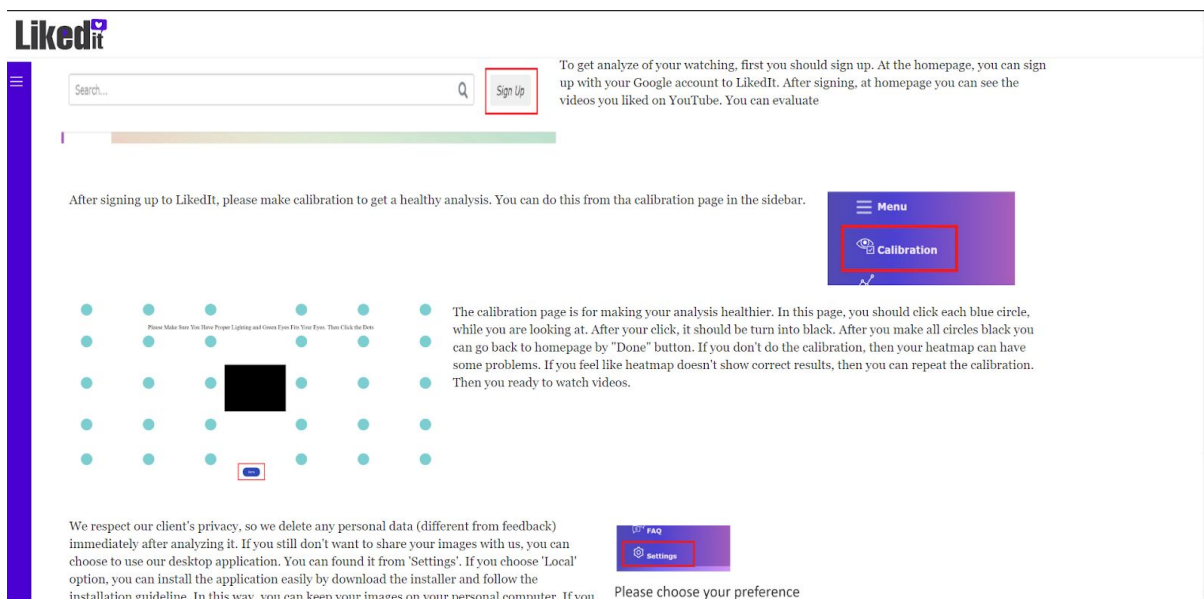 Likedit
To get analyze of your watching, first you should sign up. At the homepage, you can sign
up with your Google account to LikedIt. After signing, at homepage you can see the
videos you liked on YouTube. You can evaluate
Search...
Sign Up
After signing up to LikedIt, please make calibration to get a healthy analysis. You can do this from tha calibration page in the sidebar.
Menu
Calibration
Please Make Sure You Have Proper Lighting and Green Eyes Fits Your Eyes. Then Click the Dots
The calibration page is for making your analysis healthier. In this page, you should click each blue circle,
while you are looking at. After your click, it should be turn into black. After you make all circles black you
can go back to homepage by "Done" button. If you don't do the calibration, then your heatmap can have
some problems. If you feel like heatmap doesn't show correct results, then you can repeat the calibration.
Then you ready to watch videos.
We respect our client's privacy, so we delete any personal data (different from feedback)
immediately after analyzing it. If you still don't want to share your images with us, you can
choose to use our desktop application. You can found it from 'Settings'. If you choose 'Local'
option, you can install the application easily by download the installer and follow the
installation guideline. In this way, you can keep your images on your personal computer. If you
FAQ
Settings
Please choose your preference